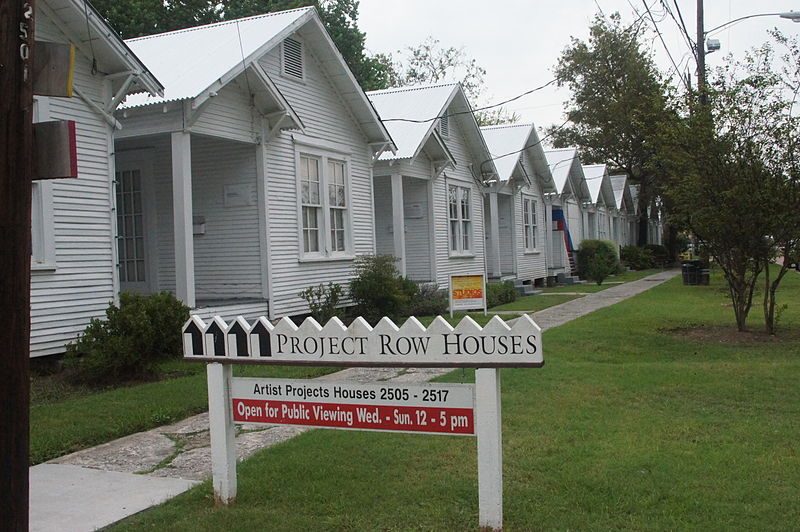 2501
PROJECT ROW HOUSES
Artist Projects Houses 2505 - 2517
Open for Public Viewing Wed. - Sun. 12 - 5 pm
STUDIOS